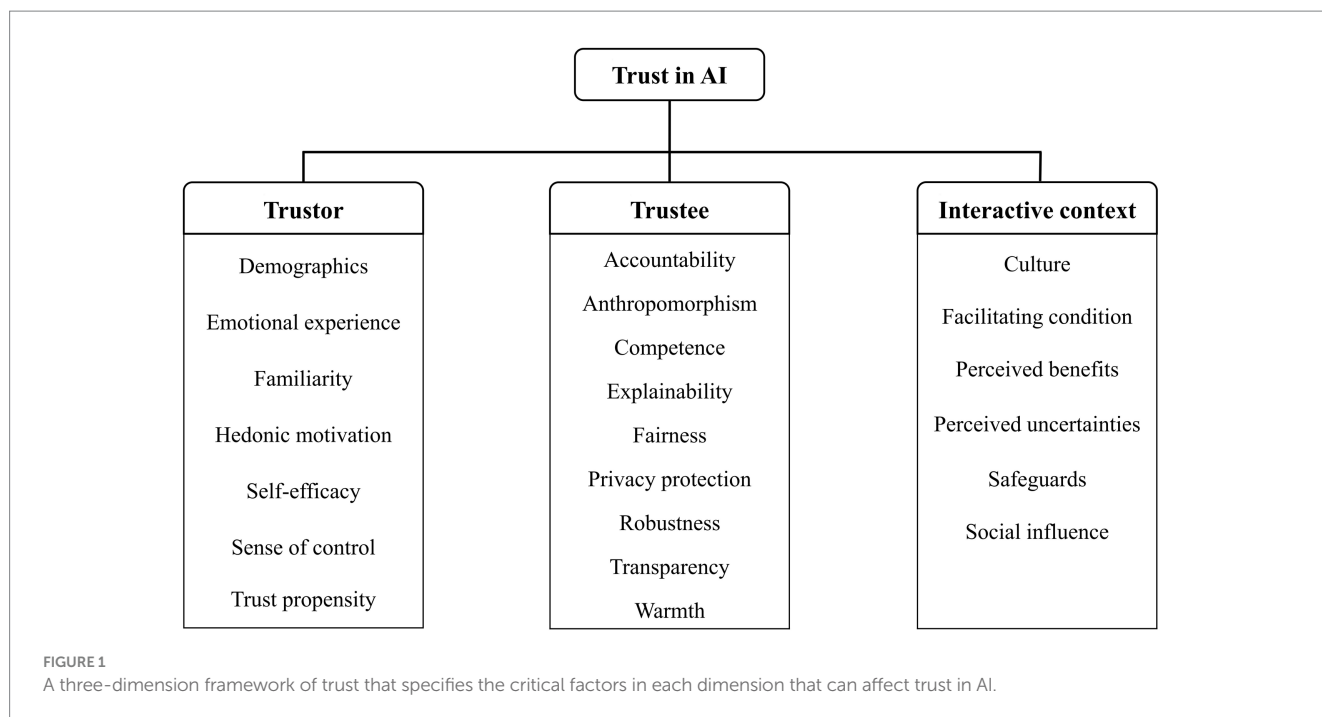 Trust in AI
Trustor
Demographics
Emotional experience
Familiarity
Hedonic motivation
Self-efficacy
Sense of control
Trust propensity
Trustee
Accountability
Anthropomorphism
Competence
Explainability
Fairness
Privacy protection
Robustness
Transparency
Warmth
Interactive context
Culture
Facilitating condition
Perceived benefits
Perceived uncertainties
Safeguards
Social influence
FIGURE 1
A three-dimension framework of trust that specifies the critical factors in each dimension that can affect trust in AI.